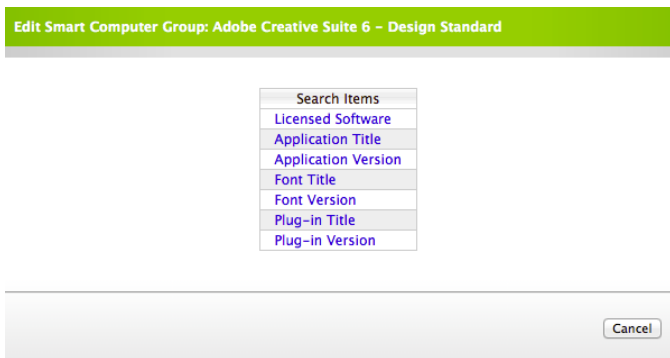 Edit Smart Computer Group: Adobe Creative Suite 6 – Design Standard
Search Items
Licensed Software
Application Title
Application Version
Font Title
Font Version
Plug-in Title
Plug-in Version
Cancel